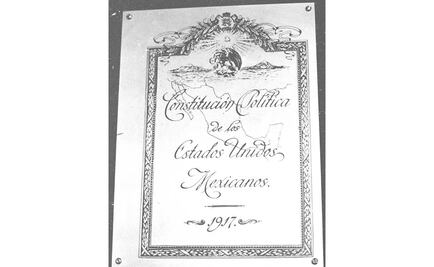 Constitución Política
de los
Estados Unidos
Mexicanos.
1917.